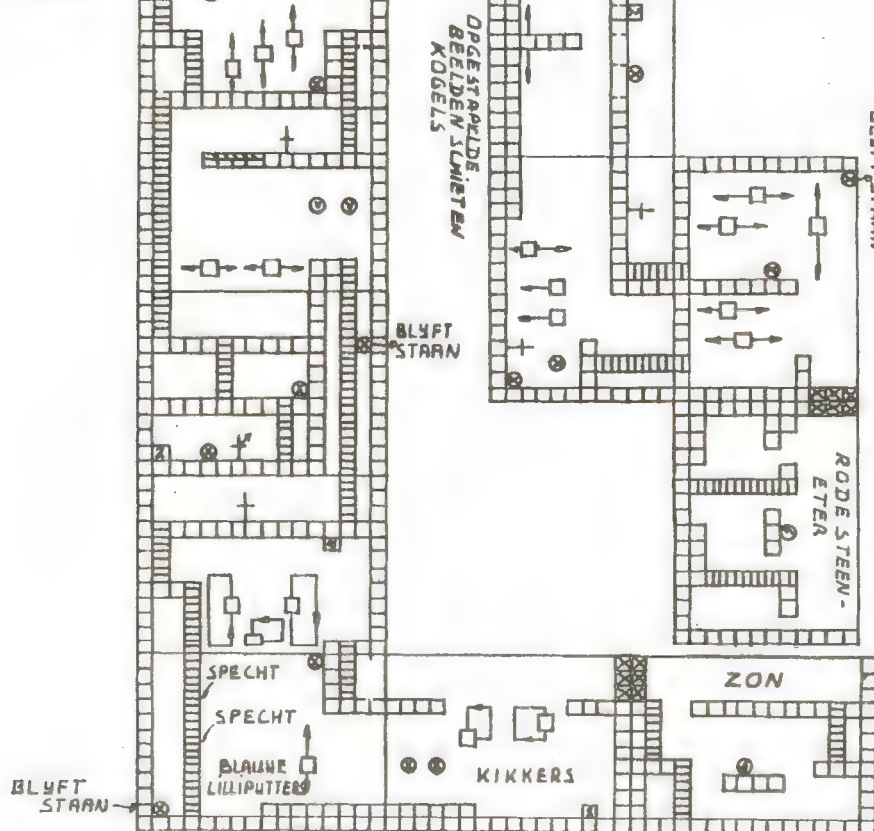 OPGESTAPELDE.
BEELDEN SCHIETEN
KOGELS
BLYFT
STAAN
RODE STEEN-
ETER
SPECHT
SPECHT
BLAUWE
LILLIPUTTERS
KIKKERS
ZON
BLYFT
STAAN